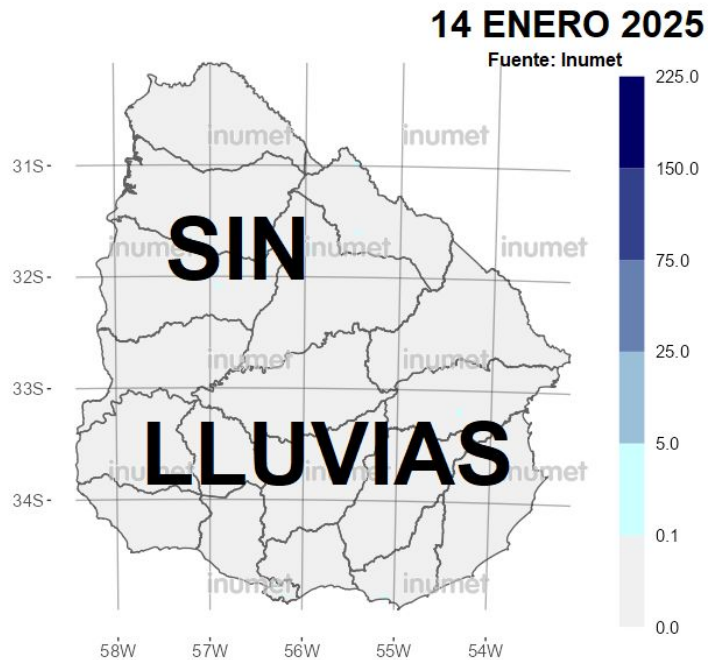 14 ENERO 2025
Fuente: Inumet
225.0
inumet inumet
31S
150.0
SIN
inumet inumet inumet
75.0
32S
25.0
inumet inumet
33S
5.0
LLUVIAS
inumet inumet inumet
34S
0.1
inumet inumet
0.0
58W 57W 56W 55W 54W